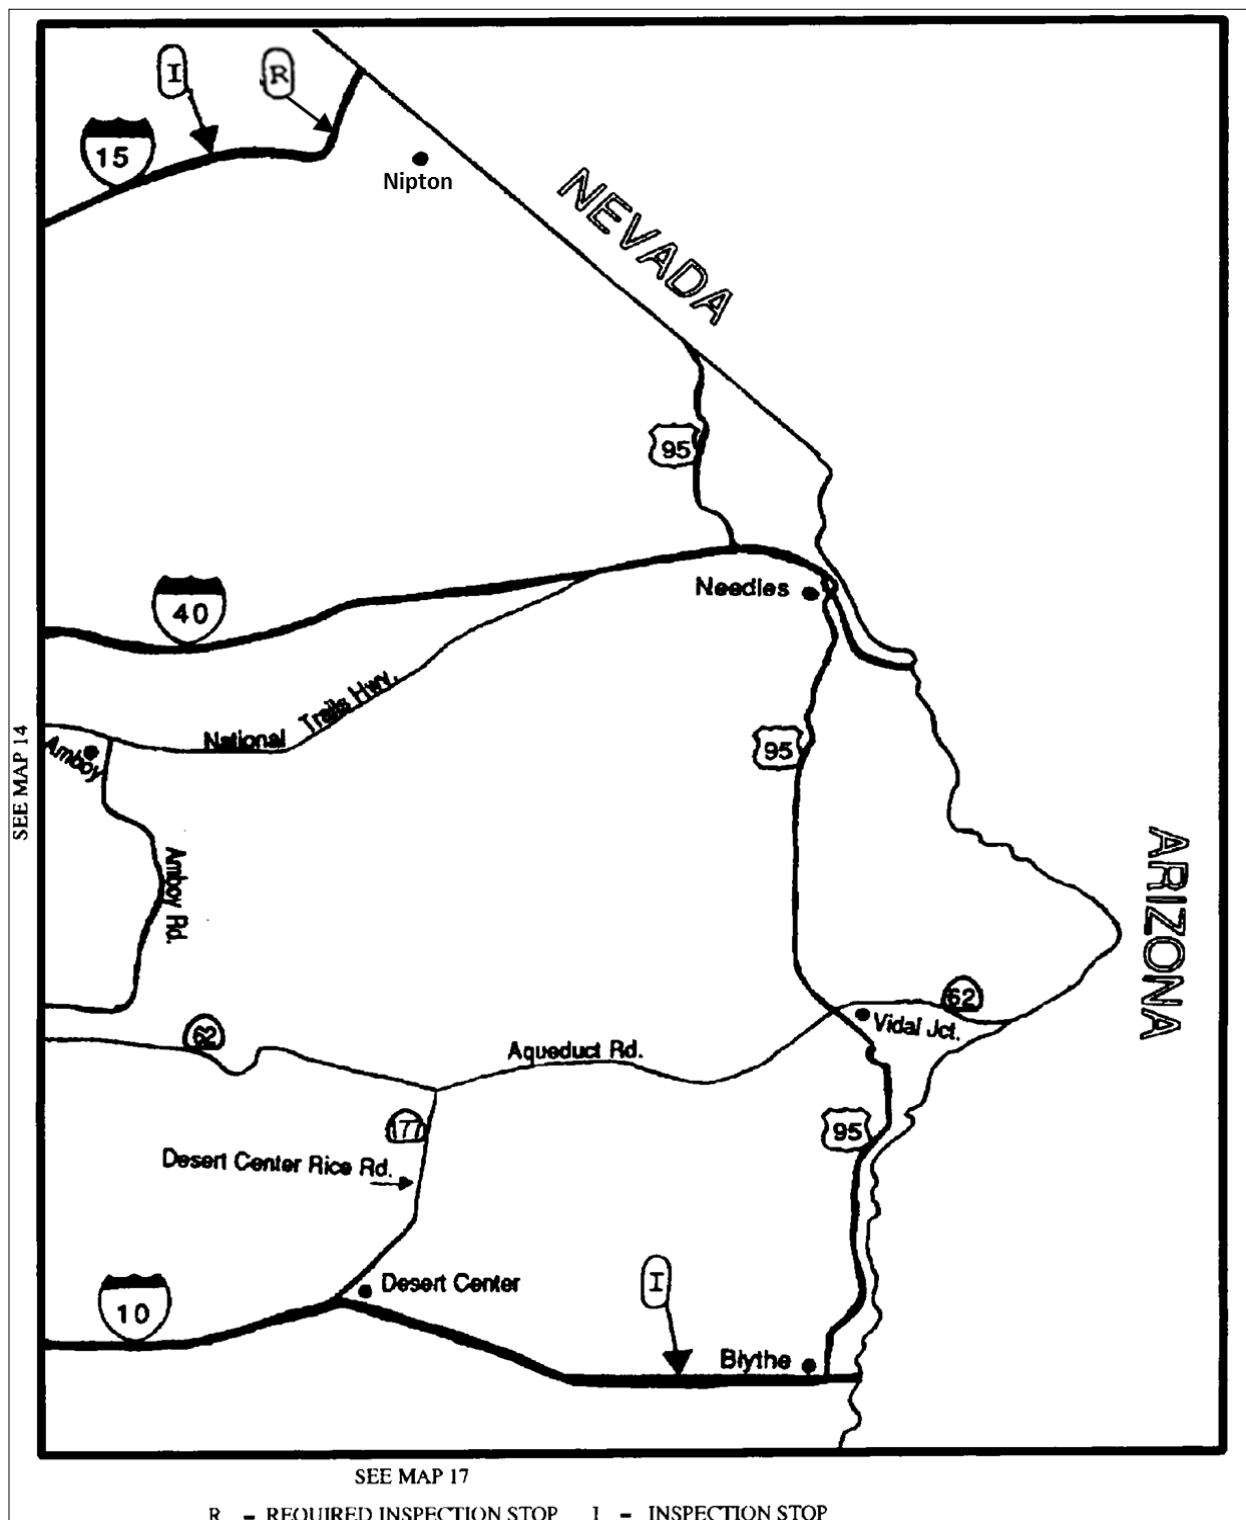 I
R
15
Nipton
NEVADA
95
40
Needles
National Trails Hwy.
95
Amboy
SEE MAP 14
Amboy Rd.
ARIZONA
62
62
Vidal Jct.
Aqueduct Rd.
177
95
Desert Center Rice Rd.
I
Desert Center
10
Blythe
SEE MAP 17
R – REQUIRED INSPECTION STOP I – INSPECTION STOP